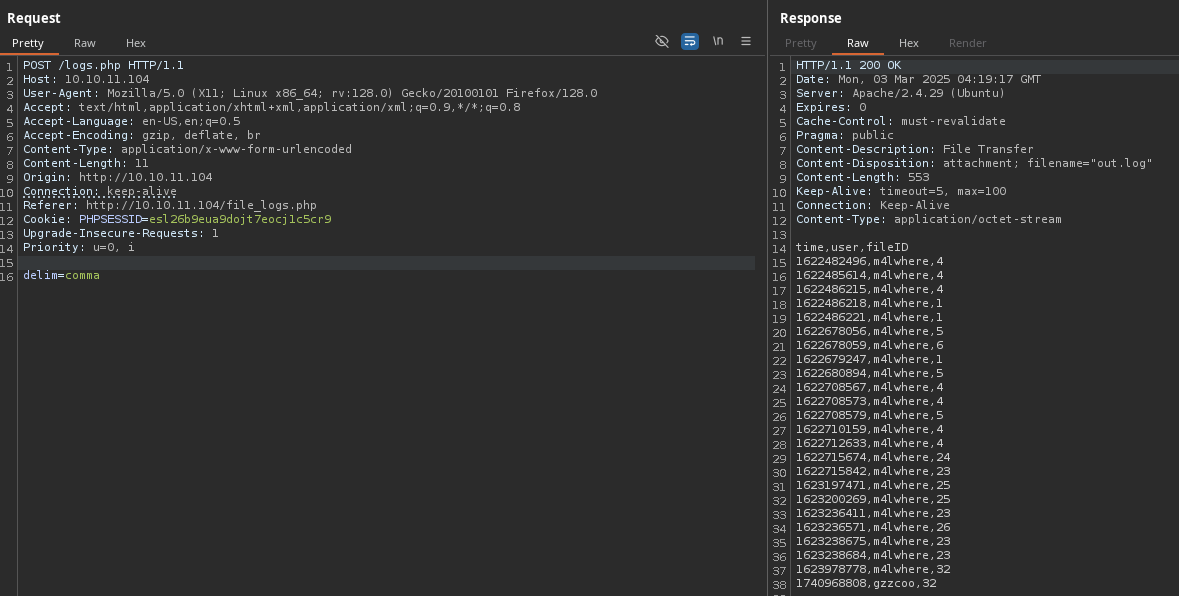 Request
Pretty Raw Hex
\n
1 POST /logs.php HTTP/1.1
2 Host: 10.10.11.104
3 User-Agent: Mozilla/5.0 (X11; Linux x86_64; rv:128.0) Gecko/20100101 Firefox/128.0
4 Accept: text/html,application/xhtml+xml,application/xml;q=0.9,*/*;q=0.8
5 Accept-Language: en-US,en;q=0.5
6 Accept-Encoding: gzip, deflate, br
7 Content-Type: application/x-www-form-urlencoded
8 Content-Length: 11
9 Origin: http://10.10.11.104
10 Connection: keep-alive
11 Referer: http://10.10.11.104/file_logs.php
12 Cookie: PHPSESSID=esl26b9eua9dojt7eocj1c5cr9
13 Upgrade-Insecure-Requests: 1
14 Priority: u=0, i
15
16 delim=comma
Response
Pretty Raw Hex Render
1 HTTP/1.1 200 OK
2 Date: Mon, 03 Mar 2025 04:19:17 GMT
3 Server: Apache/2.4.29 (Ubuntu)
4 Expires: 0
5 Cache-Control: must-revalidate
6 Pragma: public
7 Content-Description: File Transfer
8 Content-Disposition: attachment; filename="out.log"
9 Content-Length: 553
10 Keep-Alive: timeout=5, max=100
11 Connection: Keep-Alive
12 Content-Type: application/octet-stream
13
14 time,user,fileID
15 1622482496,m4lwhere,4
16 1622485614,m4lwhere,4
17 1622486215,m4lwhere,4
18 1622486218,m4lwhere,1
19 1622486221,m4lwhere,1
20 1622678056,m4lwhere,5
21 1622678059,m4lwhere,6
22 1622679247,m4lwhere,1
23 1622680894,m4lwhere,5
24 1622708567,m4lwhere,4
25 1622708573,m4lwhere,4
26 1622708579,m4lwhere,5
27 1622710159,m4lwhere,4
28 1622712633,m4lwhere,4
29 1622715674,m4lwhere,24
30 1622715842,m4lwhere,23
31 1623197471,m4lwhere,25
32 1623200269,m4lwhere,25
33 1623236411,m4lwhere,23
34 1623236571,m4lwhere,26
35 1623238675,m4lwhere,23
36 1623238684,m4lwhere,23
37 1623978778,m4lwhere,32
38 1740968808,gzzcoo,32